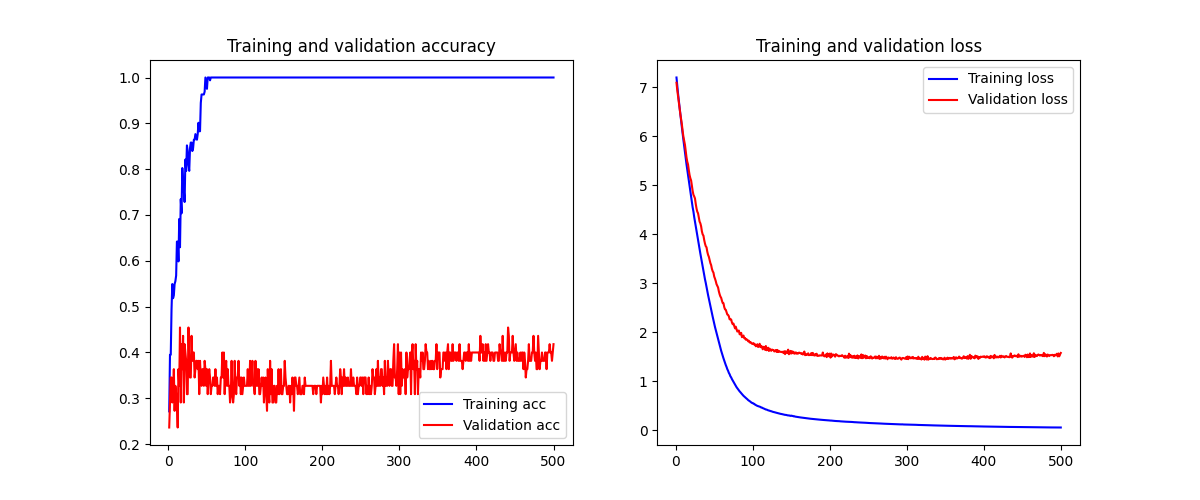 Training and validation accuracy
1.0
0.9
0.8
0.7
0.6
0.5
0.4
0.3
0.2
0 100 200 300 400 500
Training acc
Validation acc
Training and validation loss
7
6
5
4
3
2
1
0
0 100 200 300 400 500
Training loss
Validation loss